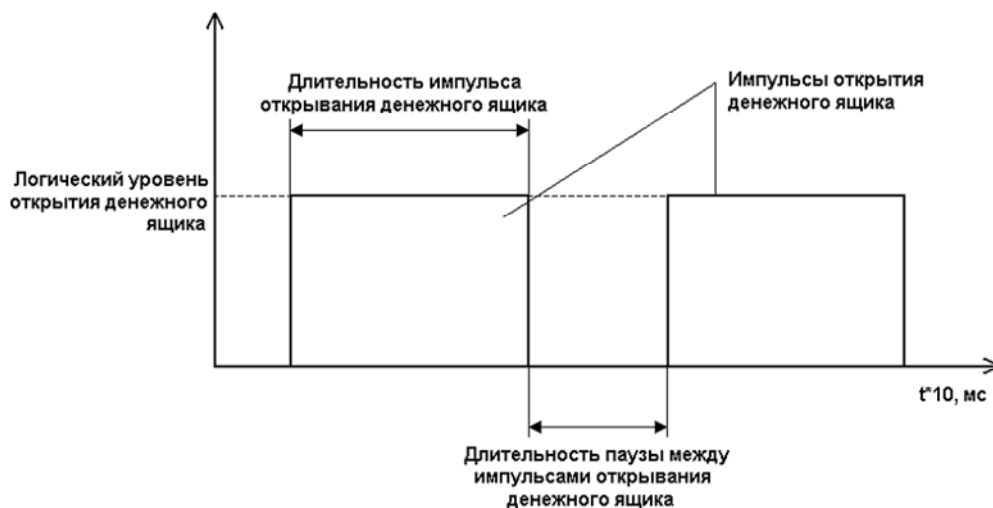 Длительность импульса
открывания денежного ящика
Импульсы открытия
денежного ящика
Логический уровень
открытия денежного
ящика
t*10, мс
Длительность паузы между
импульсами открывания
денежного ящика